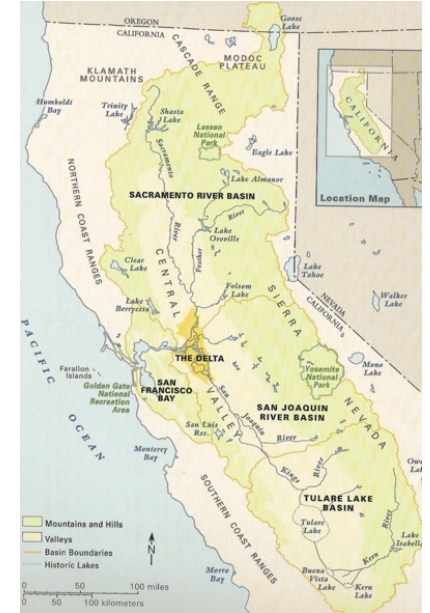 OREGON
CALIFORNIA
Goose
Lake
CASCADE RANGE
MODOC
PLATEAU
KLAMATH
MOUNTAINS
Humboldt
Bay
Trinity
Lake
Shasta
Lake
Lassen
National
Park
Eagle Lake
CALIFORNIA
Location Map
Sacramento
River
Lake Almanor
SACRAMENTO RIVER BASIN
NORTHERN COAST RANGES
Feather
River
Lake
Oroville
Clear
Lake
CENTRAL
VALLEY
Folsom
Lake
Lake
Tahoe
NEVADA
CALIFORNIA
Walker
Lake
Lake
Berryessa
SIERRA
NEVADA
PACIFIC OCEAN
THE DELTA
Mono
Lake
Farallon
Islands
Golden Gate
National
Recreation
Area
SAN
FRANCISCO
BAY
Yosemite
National
Park
San
Joaquin
River
SAN JOAQUIN
RIVER BASIN
San Luis
Res.
Monterey
Bay
Kings
River
SOUTHERN COAST RANGES
TULARE LAKE
BASIN
Tulare
Lake
Lake
Isabella
Kern
River
Buena
Vista
Lake
Kern
Lake
Morro
Bay
Mountains and Hills
Valleys
Basin Boundaries
Historic Lakes
N
0 50 100 miles
0 50 100 kilometers